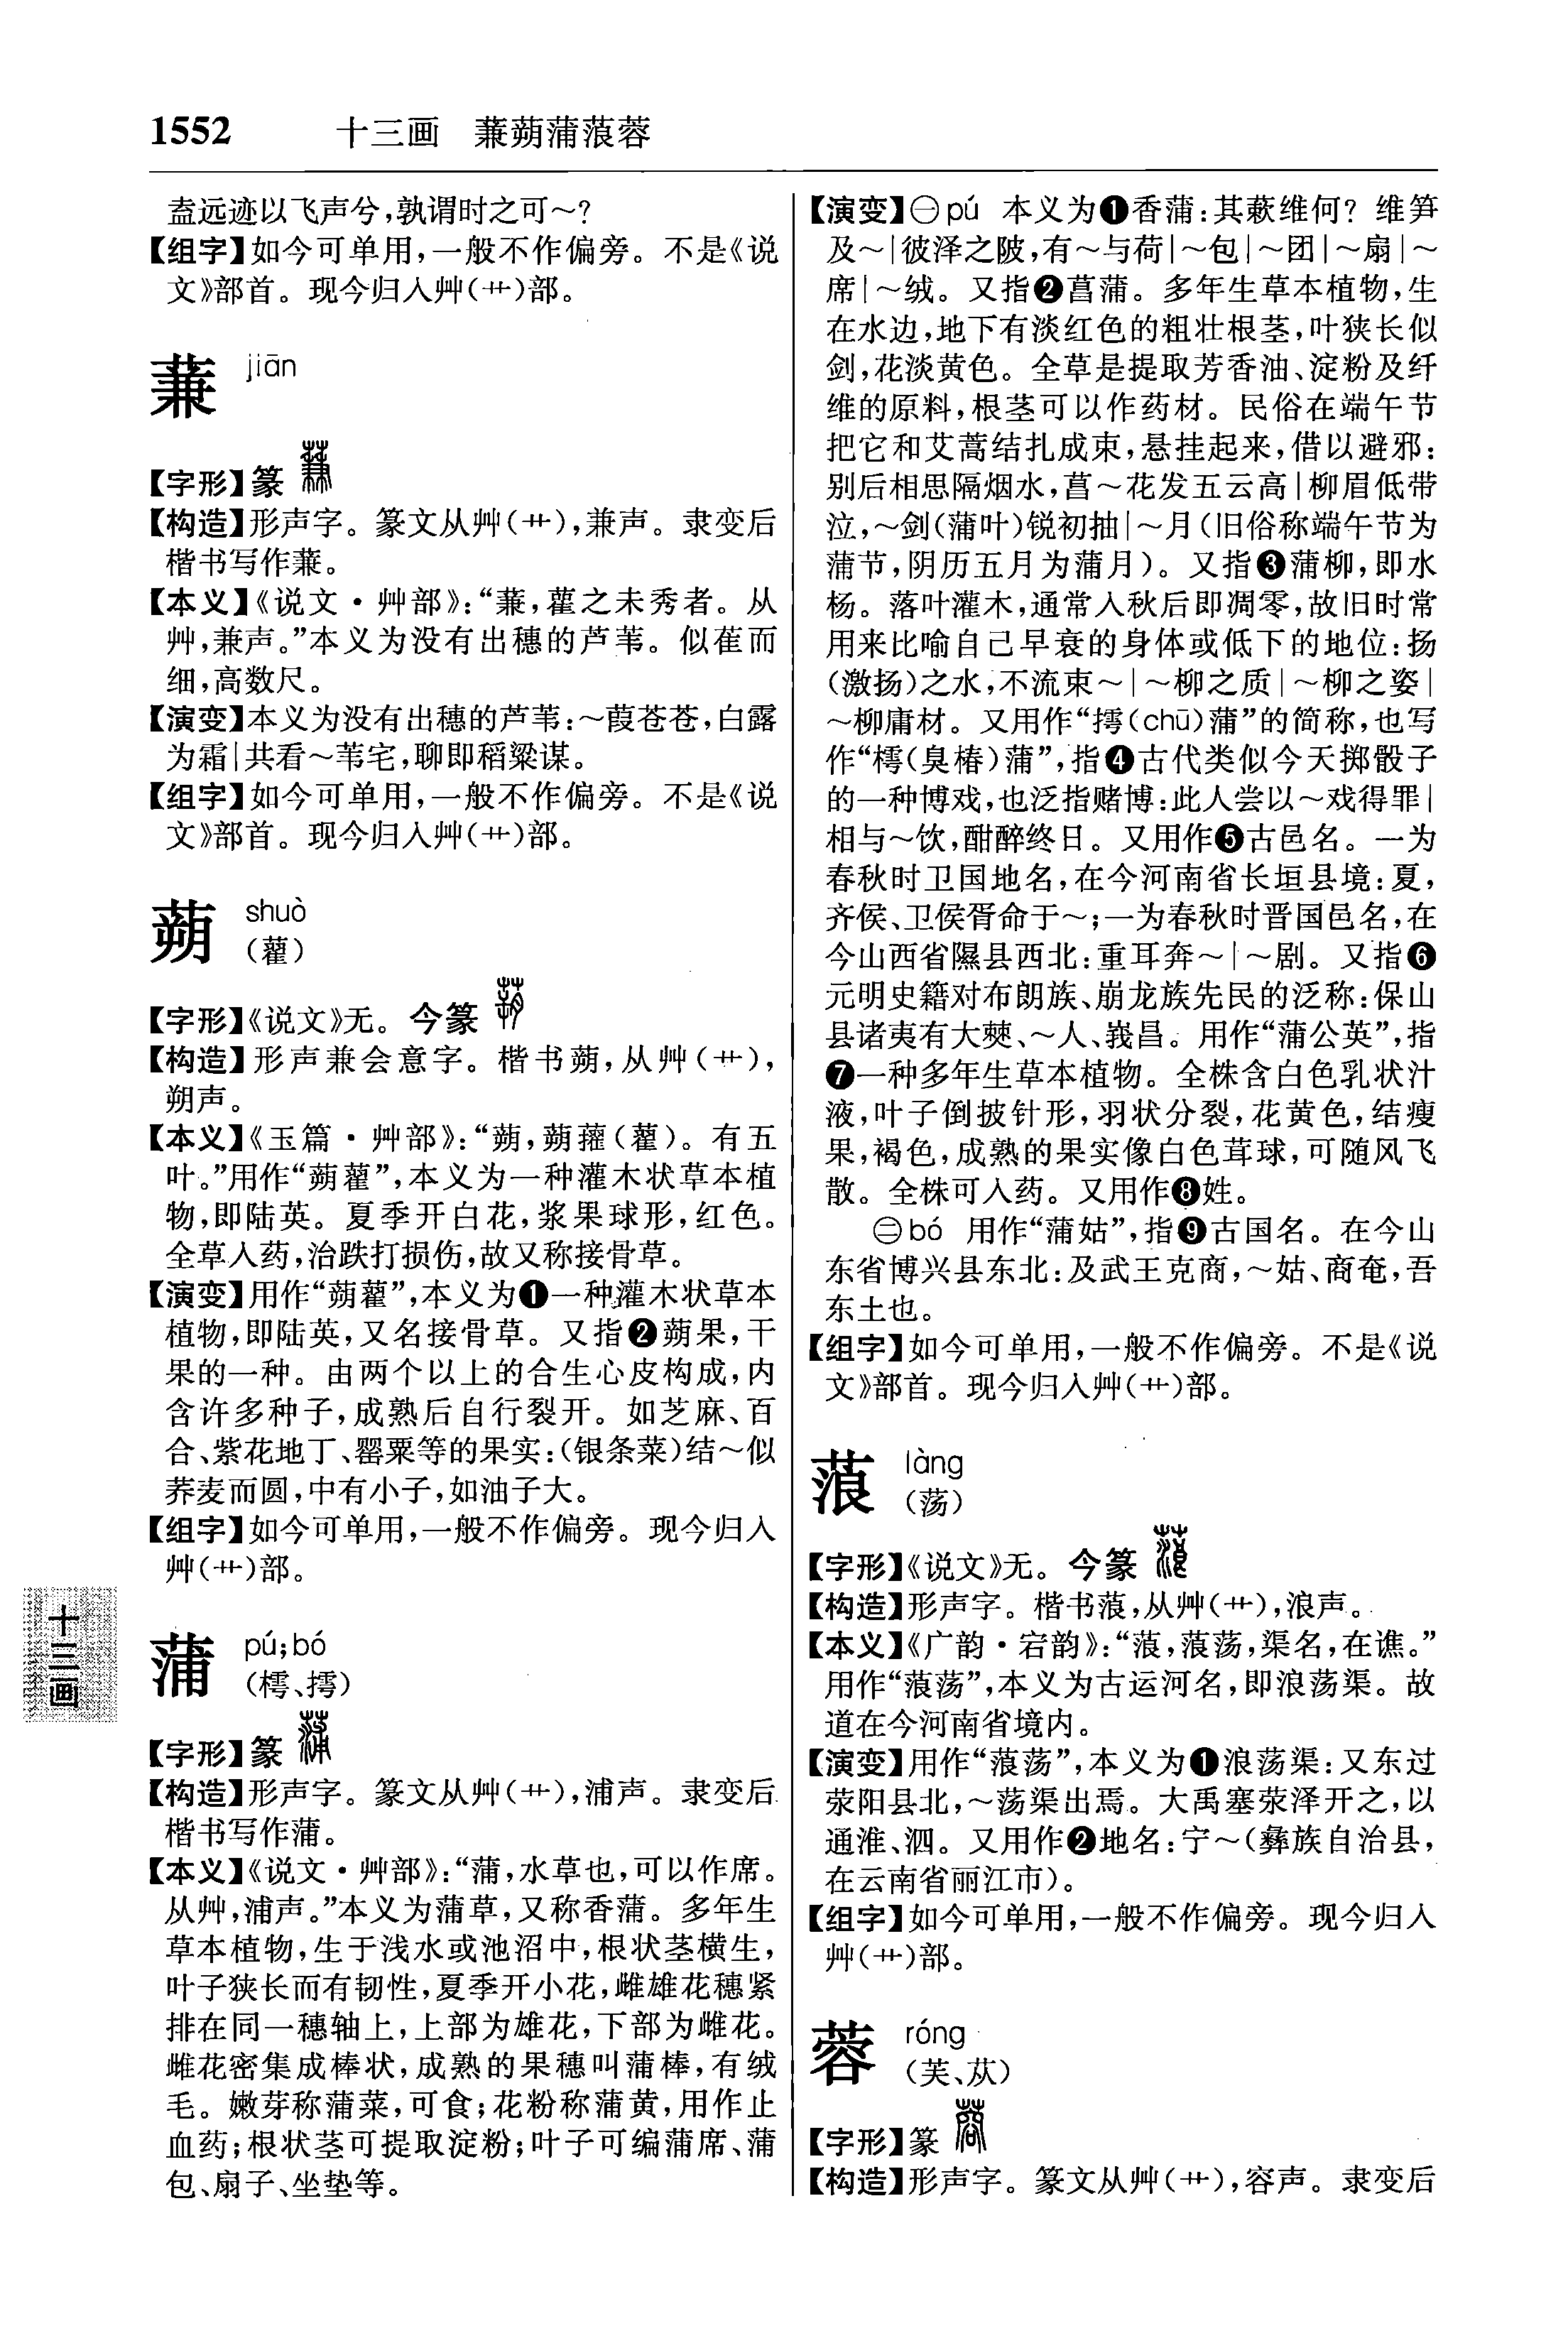 1552 十三画 蒹蒴蒲蒗蓉
盍远迹以飞声兮,孰谓时之可～?
【组字】如今可单用,一般不作偏旁。不是《说
文》部首。现今归入艸(艹)部。
蒹 jiān
【字形】篆
【构造】形声字。篆文从艸(艹),兼声。隶变后
楷书写作蒹。
【本义】《说文·艸部》:“蒹,雚之未秀者。从
艸,兼声。”本义为没有出穗的芦苇。似萑而
细,高数尺。
【演变】本义为没有出穗的芦苇:～葭苍苍,白露
为霜|共看～苇宅,聊即稻粱谋。
【组字】如今可单用,一般不作偏旁。不是《说
文》部首。现今归入艸(艹)部。
蒴 shuò
(藋)
【字形】《说文》无。今篆
【构造】形声兼会意字。楷书蒴,从艸(艹),
朔声。
【本义】《玉篇·艸部》:“蒴,蒴蓷(藋)。有五
叶。”用作“蒴藋”,本义为一种灌木状草本植
物,即陆英。夏季开白花,浆果球形,红色。
全草入药,治跌打损伤,故又称接骨草。
【演变】用作“蒴藋”,本义为❶一种灌木状草本
植物,即陆英,又名接骨草。又指❷蒴果,干
果的一种。由两个以上的合生心皮构成,内
含许多种子,成熟后自行裂开。如芝麻、百
合、紫花地丁、罂粟等的果实:(银条菜)结～似
荞麦而圆,中有小子,如油子大。
【组字】如今可单用,一般不作偏旁。现今归入
艸(艹)部。
十三画
蒲 pú;bó
(樗、摴)
【字形】篆
【构造】形声字。篆文从艸(艹),浦声。隶变后
楷书写作蒲。
【本义】《说文·艸部》:“蒲,水草也,可以作席。
从艸,浦声。”本义为蒲草,又称香蒲。多年生
草本植物,生于浅水或池沼中,根状茎横生,
叶子狭长而有韧性,夏季开小花,雌雄花穗紧
排在同一穗轴上,上部为雄花,下部为雌花。
雌花密集成棒状,成熟的果穗叫蒲棒,有绒
毛。嫩芽称蒲菜,可食;花粉称蒲黄,用作止
血药;根状茎可提取淀粉;叶子可编蒲席、蒲
包、扇子、坐垫等。
【演变】㊀pú 本义为❶香蒲:其蔌维何?维笋
及～|彼泽之陂,有～与荷|～包|～团|～扇|～
席|～绒。又指❷菖蒲。多年生草本植物,生
在水边,地下有淡红色的粗壮根茎,叶狭长似
剑,花淡黄色。全草是提取芳香油、淀粉及纤
维的原料,根茎可以作药材。民俗在端午节
把它和艾蒿结扎成束,悬挂起来,借以避邪:
别后相思隔烟水,菖～花发五云高|柳眉低带
泣,～剑(蒲叶)锐初抽|～月(旧俗称端午节为
蒲节,阴历五月为蒲月)。又指❸蒲柳,即水
杨。落叶灌木,通常入秋后即凋零,故旧时常
用来比喻自己早衰的身体或低下的地位:扬
(激扬)之水,不流束～|～柳之质|～柳之姿|
～柳庸材。又用作“摴(chū)蒲”的简称,也写
作“樗(臭椿)蒲”,指❹古代类似今天掷骰子
的一种博戏,也泛指赌博:此人尝以～戏得罪|
相与～饮,酣醉终日。又用作❺古邑名。一为
春秋时卫国地名,在今河南省长垣县境:夏,
齐侯、卫侯胥命于～;一为春秋时晋国邑名,在
今山西省隰县西北:重耳奔～|～剧。又指❻
元明史籍对布朗族、崩龙族先民的泛称:保山
县诸夷有大僰、～人、峩昌。用作“蒲公英”,指
❼一种多年生草本植物。全株含白色乳状汁
液,叶子倒披针形,羽状分裂,花黄色,结瘦
果,褐色,成熟的果实像白色茸球,可随风飞
散。全株可入药。又用作❽姓。
㊁bó 用作“蒲姑”,指❾古国名。在今山
东省博兴县东北:及武王克商,～姑、商奄,吾
东土也。
【组字】如今可单用,一般不作偏旁。不是《说
文》部首。现今归入艸(艹)部。
蒗 làng
(荡)
【字形】《说文》无。今篆
【构造】形声字。楷书蒗,从艸(艹),浪声。
【本义】《广韵·宕韵》:“蒗,蒗荡,渠名,在谯。”
用作“蒗荡”,本义为古运河名,即浪荡渠。故
道在今河南省境内。
【演变】用作“蒗荡”,本义为❶浪荡渠:又东过
荥阳县北,～荡渠出焉。大禹塞荥泽开之,以
通淮、泗。又用作❷地名:宁～(彝族自治县,
在云南省丽江市)。
【组字】如今可单用,一般不作偏旁。现今归入
艸(艹)部。
蓉 róng
(芙、苁)
【字形】篆
【构造】形声字。篆文从艸(艹),容声。隶变后